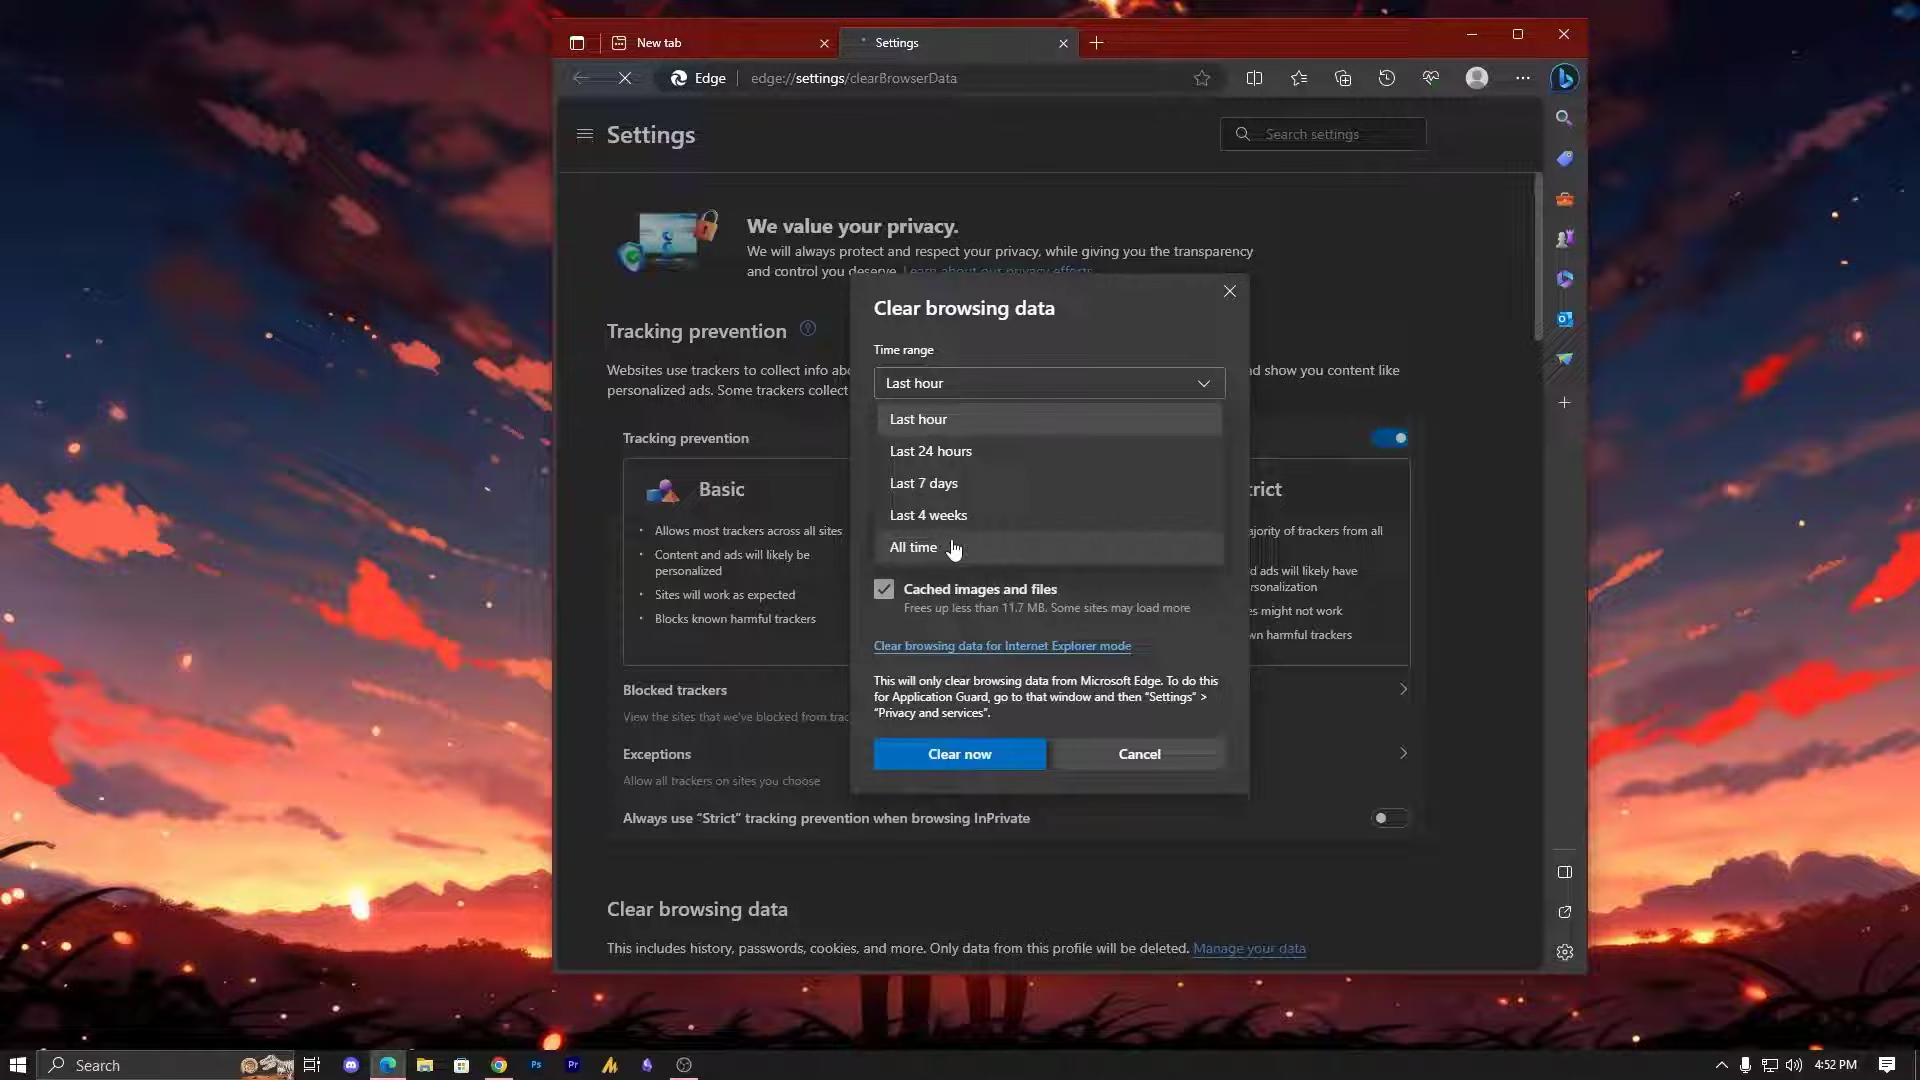 New tab
Settings
Edge
edge://settings/clearBrowserData
Settings
Search settings
We value your privacy.
We will always protect and respect your privacy, while giving you the transparency
and control you deserve. Learn about our privacy efforts
Tracking prevention
Websites use trackers to collect info abo
nd show you content like
personalized ads. Some trackers collect
Tracking prevention
Basic
Allows most trackers across all sites
Content and ads will likely be
personalized
Sites will work as expected
Blocks known harmful trackers
trict
ajority of trackers from all
d ads will likely have
rsonalization
es might not work
wn harmful trackers
Clear browsing data
Time range
Last hour
Last hour
Last 24 hours
Last 7 days
Last 4 weeks
All time
Cached images and files
Frees up less than 11.7 MB. Some sites may load more
Clear browsing data for Internet Explorer mode
This will only clear browsing data from Microsoft Edge. To do this
for Application Guard, go to that window and then "Settings" >
"Privacy and services".
Clear now
Cancel
Blocked trackers
View the sites that we've blocked from trac
Exceptions
Allow all trackers on sites you choose
Always use "Strict" tracking prevention when browsing InPrivate
Clear browsing data
This includes history, passwords, cookies, and more. Only data from this profile will be deleted. Manage your data
Search
Ps
Pr
4:52 PM